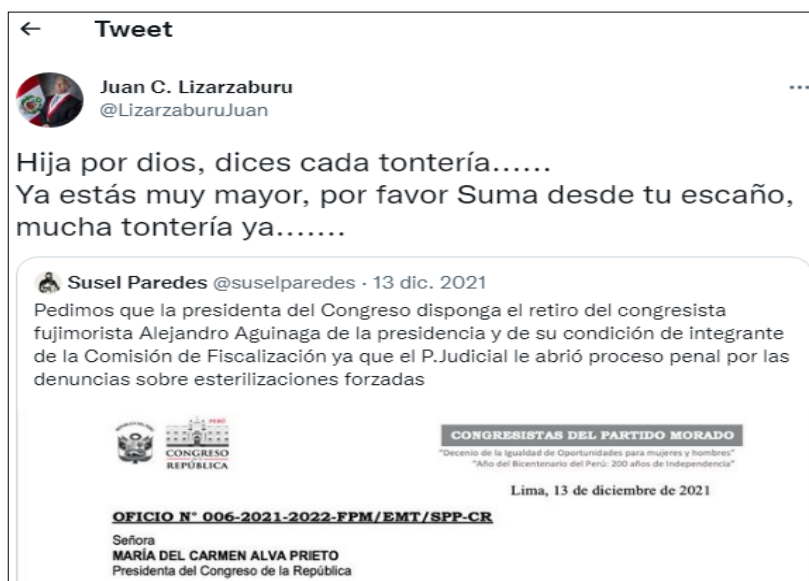 ← Tweet
Juan C. Lizarzaburu
@LizarzaburuJuan
Hija por dios, dices cada tontería......
Ya estás muy mayor, por favor Suma desde tu escaño,
mucha tontería ya.......
Susel Paredes @suselparedes · 13 dic. 2021
Pedimos que la presidenta del Congreso disponga el retiro del congresista
fujimorista Alejandro Aguinaga de la presidencia y de su condición de integrante
de la Comisión de Fiscalización ya que el P.Judicial le abrió proceso penal por las
denuncias sobre esterilizaciones forzadas
PERÚ
CONGRESO
REPÚBLICA
CONGRESISTAS DEL PARTIDO MORADO
"Decenio de la Igualdad de Oportunidades para mujeres y hombres"
"Año del Bicentenario del Perú: 200 años de Independencia"
Lima, 13 de diciembre de 2021
OFICIO N° 006-2021-2022-FPM/EMT/SPP-CR
Señora
MARÍA DEL CARMEN ALVA PRIETO
Presidenta del Congreso de la República